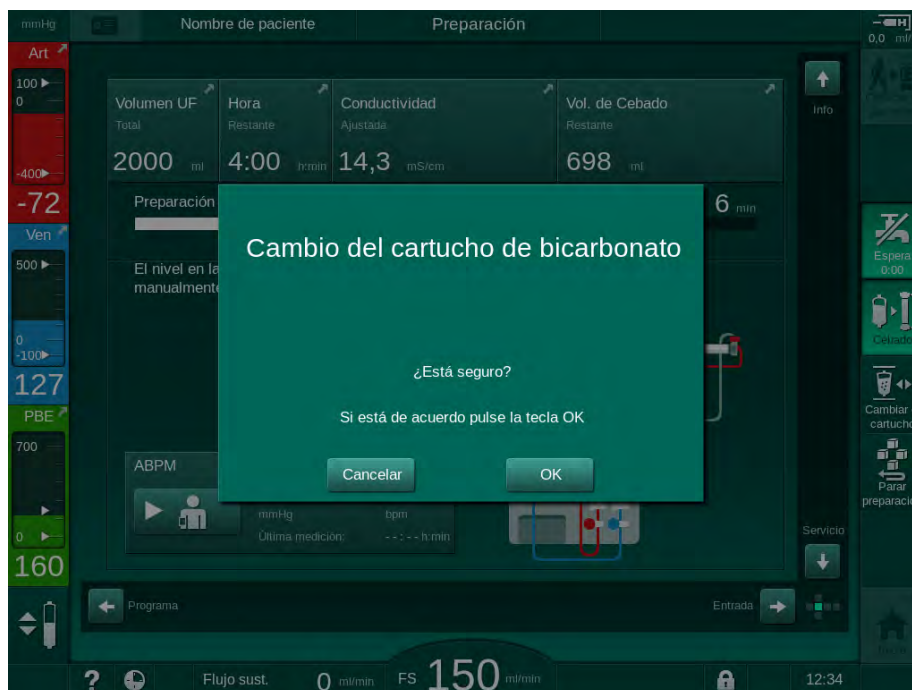 mmHg
Nombre de paciente
Preparación
0,0 ml/
Art
100
0
-400
-72
Ven
500
0
-100
127
PBE
700
0
160
Volumen UF
Total
2000 ml
Hora
Restante
4:00 h:min
Conductividad
Ajustada
14,3 mS/cm
Vol. de Cebado
Restante
698 ml
Preparación
6 min
El nivel en la
manualmente
Cambio del cartucho de bicarbonato
¿Está seguro?
Si está de acuerdo pulse la tecla OK
Cancelar
OK
ABPM
mmHg
bpm
Última medición:
--:-- h:min
Info
Servicio
Programa
Entrada
Espera
0:00
Cebado
Cambiar
cartucho
Parar
preparació
?
Flujo sust.
0 ml/min
FS 150 ml/min
12:34